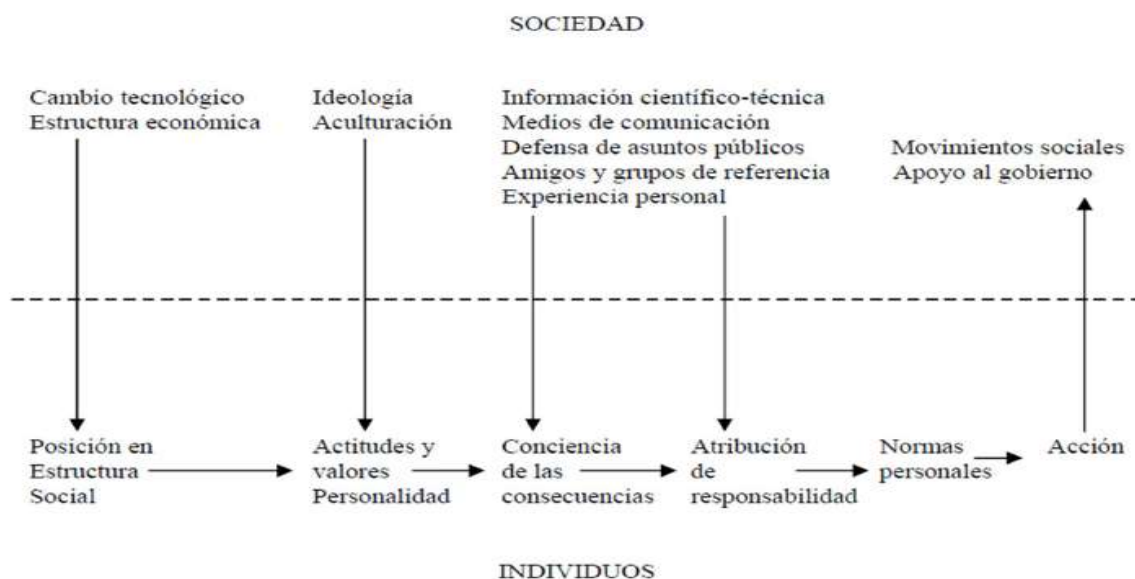 SOCIEDAD
Cambio tecnológico
Estructura económica
Ideología
Aculturación
Información científico-técnica
Medios de comunicación
Defensa de asuntos públicos
Amigos y grupos de referencia
Experiencia personal
Movimientos sociales
Apoyo al gobierno
Posición en
Estructura
Social
Actitudes y
valores
Personalidad
Conciencia
de las
consecuencias
Atribución
de
responsabilidad
Normas
personales
Acción
INDIVIDUOS